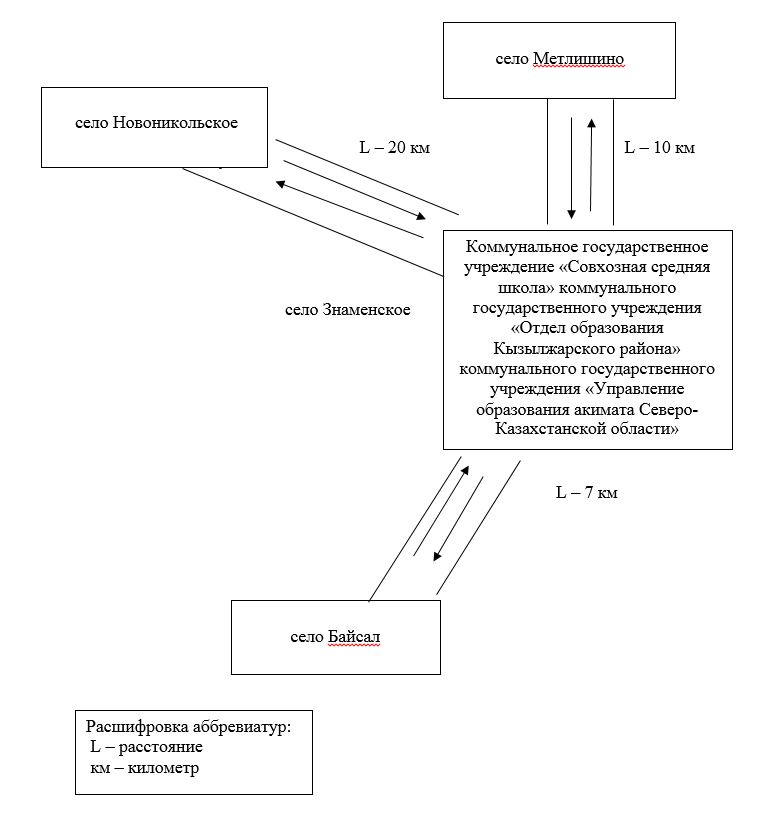 село Метлишино
село Новоникольское
L – 20 км
L – 10 км
Коммунальное государственное
учреждение «Совхозная средняя
школа» коммунального
государственного учреждения
«Отдел образования
Кызылжарского района»
коммунального государственного
учреждения «Управление
образования акимата Северо-
Казахстанской области»
село Знаменское
L – 7 км
село Байсал
Расшифровка аббревиатур:
L – расстояние
км – километр